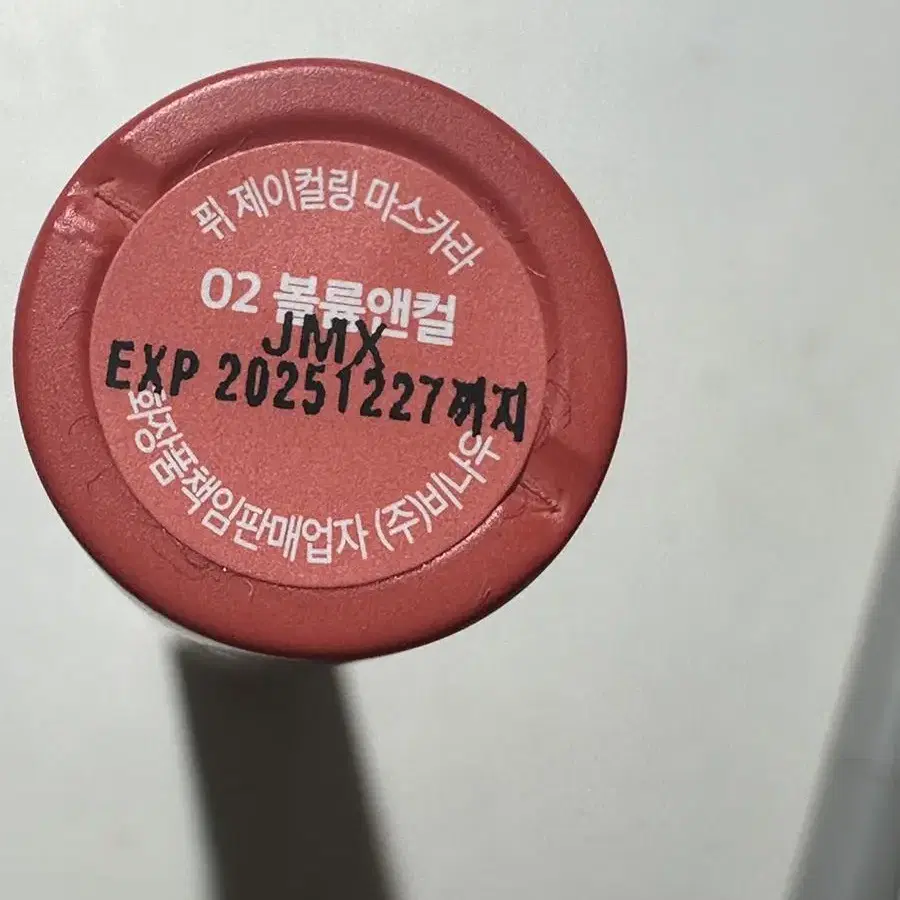 퓌 제이컬링 마스카라
02 볼륨앤컬
JMX
EXP 20251227까지
화장품책임판매업자 (주)비나우